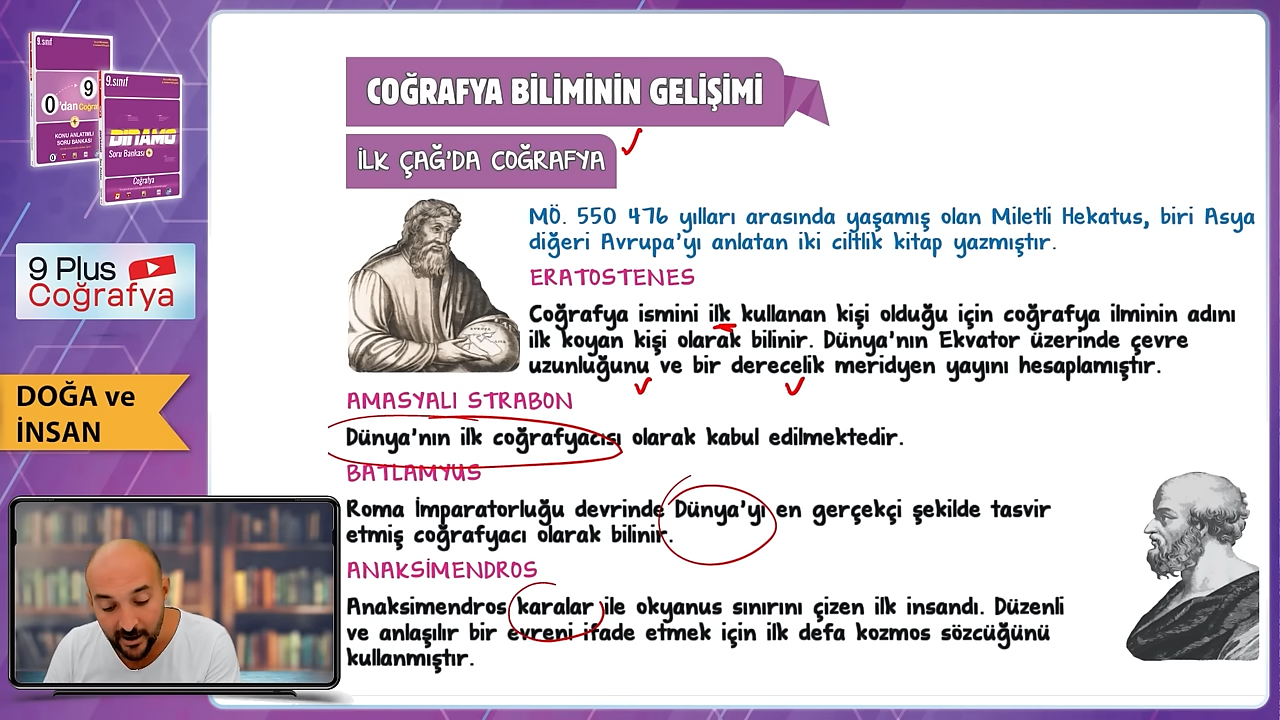 9.sınıf
0'dan 9
Coğraf
KONU ANLATIMLI
SORU BANKASI
9.sınıf
DİNAMO
Soru Bankası
Coğrafya
9 Plus
Coğrafya
DOĞA ve
İNSAN
COĞRAFYA BİLİMİNİN GELİŞİMİ
İLK ÇAĞ'DA COĞRAFYA
MÖ. 550 476 yılları arasında yaşamış olan Miletli Hekatus, biri Asya
diğeri Avrupa'yı anlatan iki ciltlik kitap yazmıştır.
ERATOSTENES
Coğrafya ismini ilk kullanan kişi olduğu için coğrafya ilminin adını
ilk koyan kişi olarak bilinir. Dünya'nın Ekvator üzerinde çevre
uzunluğunu ve bir derecelik meridyen yayını hesaplamıştır.
AMASYALI STRABON
Dünya'nın ilk coğrafyacısı olarak kabul edilmektedir.
BATLAMYUS
Roma İmparatorluğu devrinde Dünya'yı en gerçekçi şekilde tasvir
etmiş coğrafyacı olarak bilinir.
ANAKSİMENDROS
Anaksimendros karalar ile okyanus sınırını çizen ilk insandı. Düzenli
ve anlaşılır bir evreni ifade etmek için ilk defa kozmos sözcüğünü
kullanmıştır.